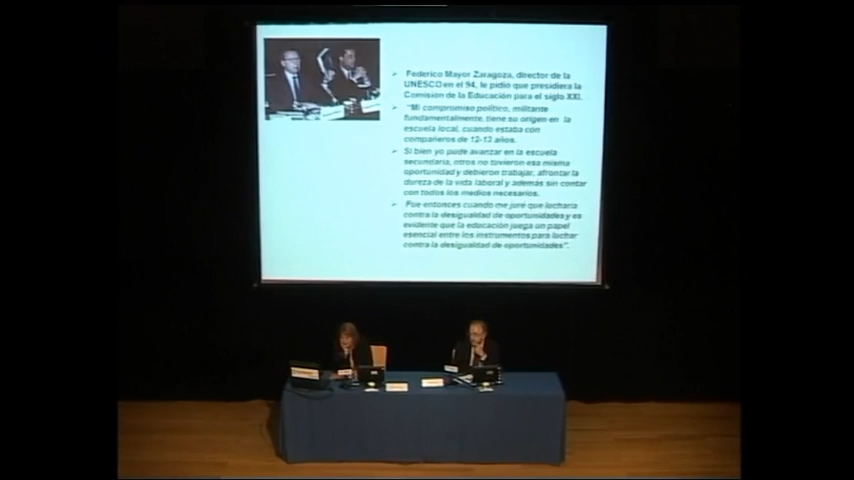 Federico Mayor Zaragoza, director de la
UNESCO en el 94, le pidió que presidiera la
Comisión de la Educación para el siglo XXI.
"Mi compromiso político, militante
fundamentalmente, tiene su origen en la
escuela local, cuando estaba con
compañeros de 12-13 años.
Si bien yo pude avanzar en la escuela
secundaria, otros no tuvieron esa misma
oportunidad y debieron trabajar, afrontar la
dureza de la vida laboral y además sin contar
con todos los medios necesarios.
Fue entonces cuando me juré que lucharía
contra la desigualdad de oportunidades y es
evidente que la educación juega un papel
esencial entre los instrumentos para luchar
contra la desigualdad de oportunidades".